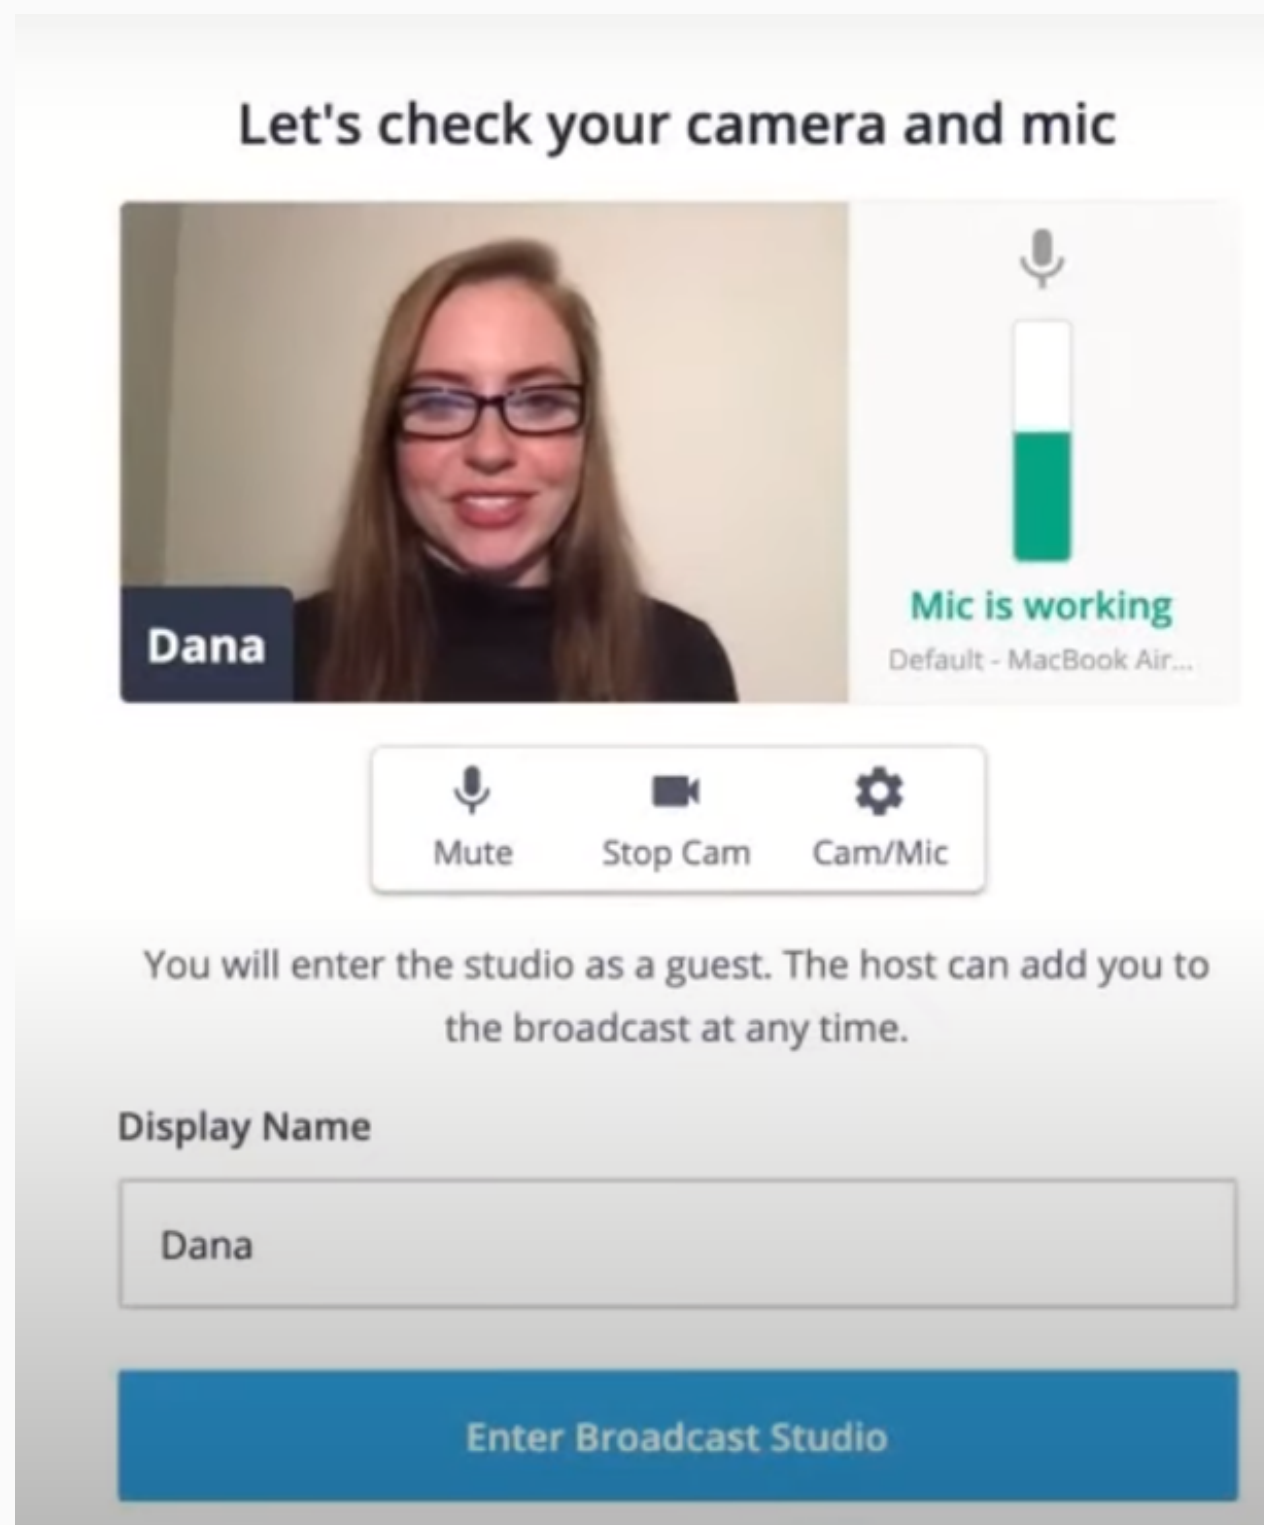 Let's check your camera and mic
Dana
Mic is working
Default - MacBook Air...
Mute
Stop Cam
Cam/Mic
You will enter the studio as a guest. The host can add you to
the broadcast at any time.
Display Name
Dana
Enter Broadcast Studio